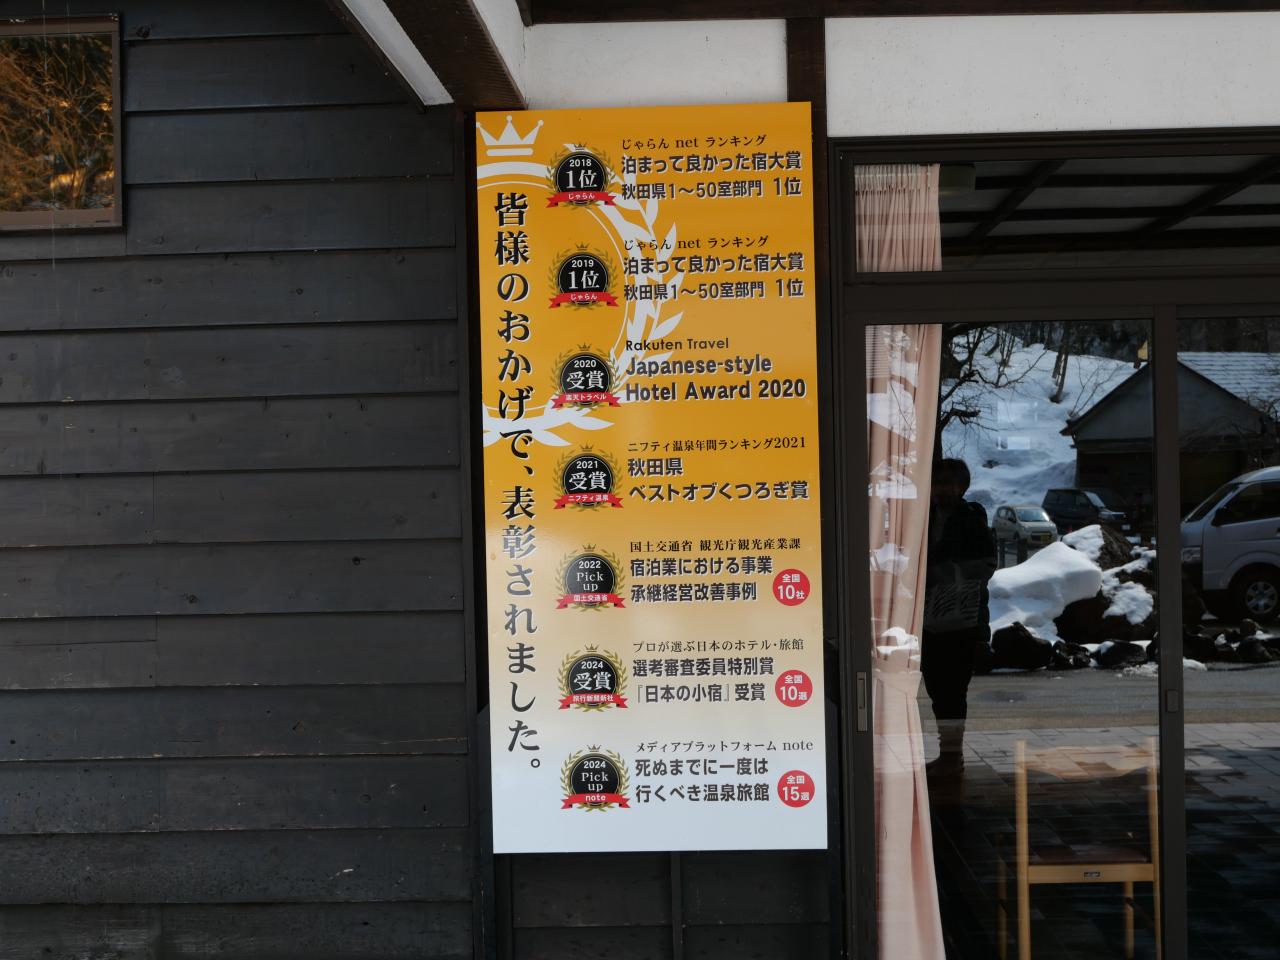 皆様のおかげで、表彰されました。
2018
1位
じゃらん
じゃらん net ランキング
泊まって良かった宿大賞
秋田県1～50室部門 1位
2019
1位
じゃらん
じゃらん net ランキング
泊まって良かった宿大賞
秋田県1～50室部門 1位
2020
受賞
楽天トラベル
Rakuten Travel
Japanese-style
Hotel Award 2020
2021
受賞
ニフティ温泉
ニフティ温泉年間ランキング2021
秋田県
ベストオブくつろぎ賞
2022
Pick
up
国土交通省
国土交通省 観光庁観光産業課
宿泊業における事業
承継経営改善事例
全国
10社
2024
受賞
旅行新聞新社
プロが選ぶ日本のホテル・旅館
選考審査委員特別賞
『日本の小宿』受賞
全国
10選
2024
Pick
up
note
メディアプラットフォーム note
死ぬまでに一度は
行くべき温泉旅館
全国
15選